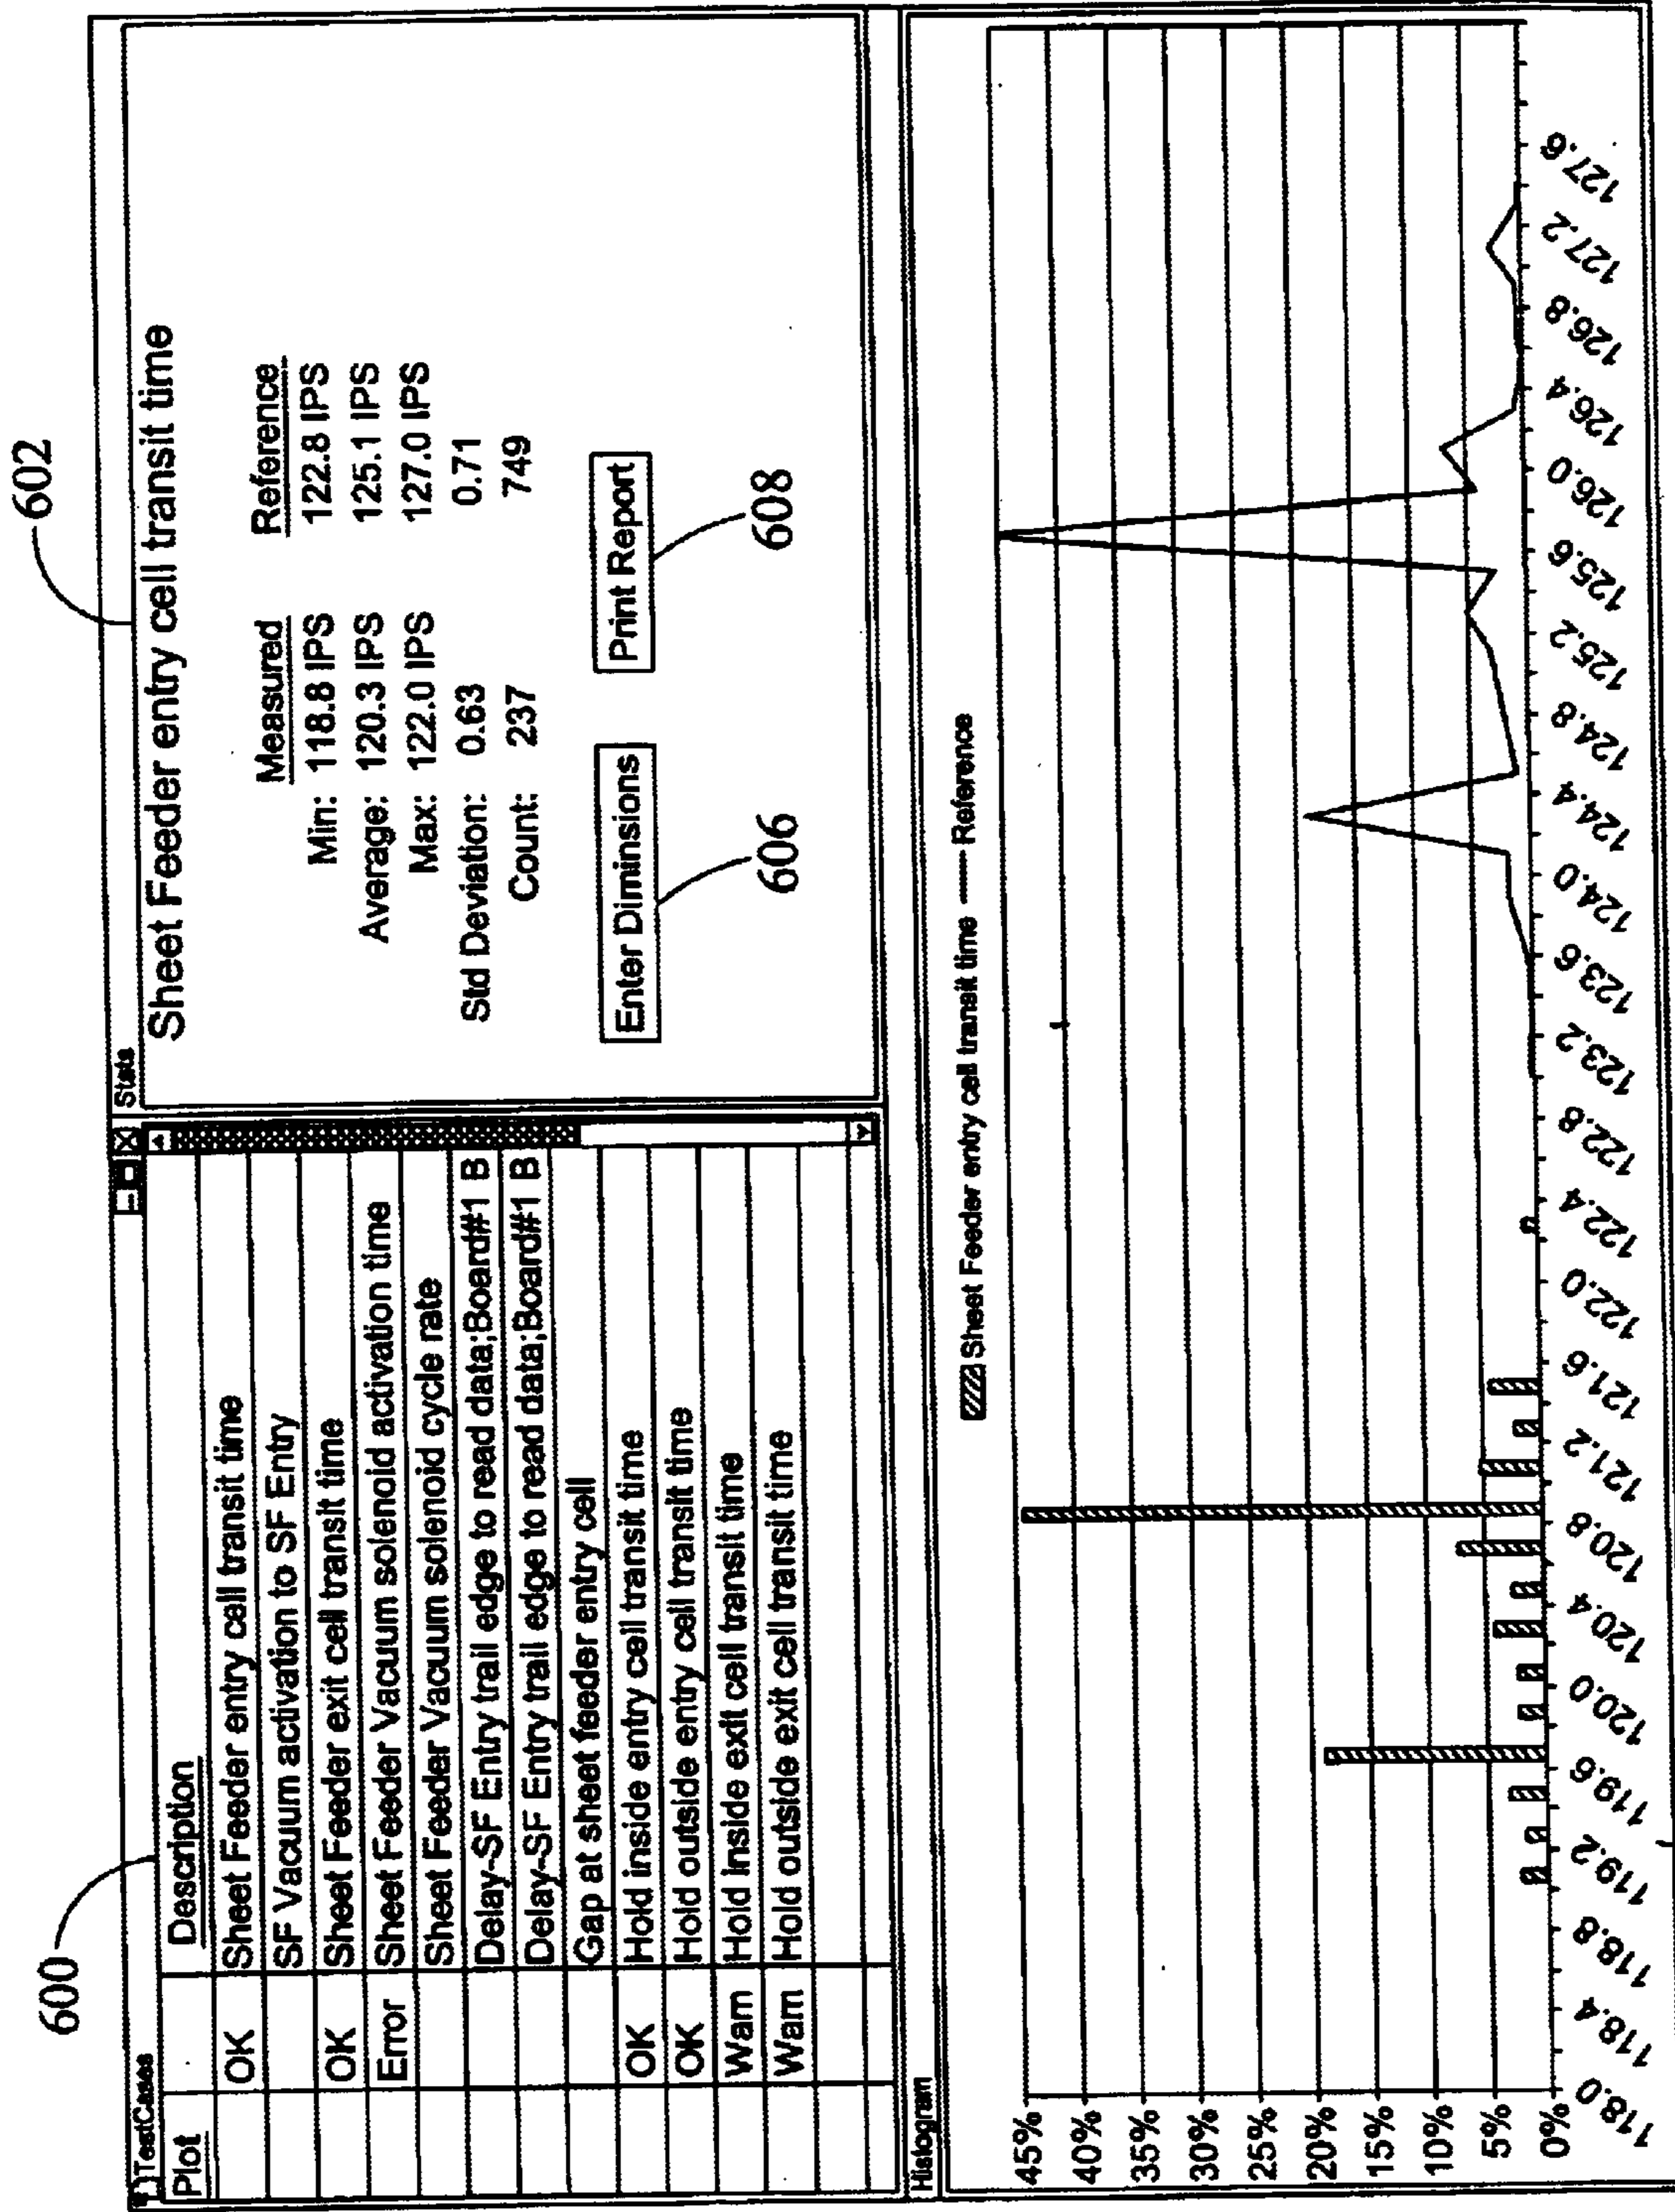 600
602
TestCases
Plot Description
OK Sheet Feeder entry cell transit time
SF Vacuum activation to SF Entry
OK Sheet Feeder exit cell transit time
Error Sheet Feeder Vacuum solenoid activation time
Sheet Feeder Vacuum solenoid cycle rate
Delay-SF Entry trail edge to read data;Board#1 B
Delay-SF Entry trail edge to read data;Board#1 B
Gap at sheet feeder entry cell
OK Hold inside entry cell transit time
OK Hold outside entry cell transit time
Warn Hold inside exit cell transit time
Warn Hold outside exit cell transit time
Stats
Sheet Feeder entry cell transit time
Measured Reference
Min: 118.8 IPS 122.8 IPS
Average: 120.3 IPS 125.1 IPS
Max: 122.0 IPS 127.0 IPS
Std Deviation: 0.63 0.71
Count: 237 749
Enter Diminsions Print Report
606 608
Histogram
Sheet Feeder entry cell transit time Reference
45%
40%
35%
30%
25%
20%
15%
10%
5%
0%
118.0 118.4 118.8 119.2 119.6 120.0 120.4 120.8 121.2 121.6 122.0 122.4 122.8 123.2 123.6 124.0 124.4 124.8 125.2 125.6 126.0 126.4 126.8 127.2 127.6